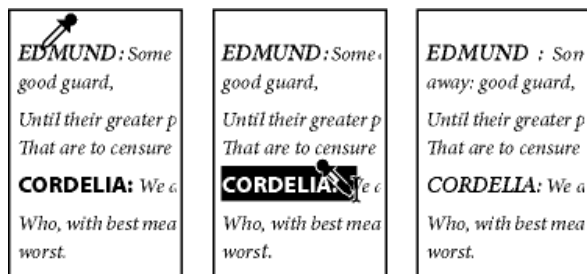 EDMUND: Some
good guard,
Until their greater p
That are to censure
CORDELIA: We a
Who, with best mea
worst.
EDMUND: Some
good guard,
Until their greater p
That are to censure
CORDELIA:
Who, with best mea
worst.
EDMUND : Som
away: good guard,
Until their greater p
That are to censure
CORDELIA: We a
Who, with best mea
worst.